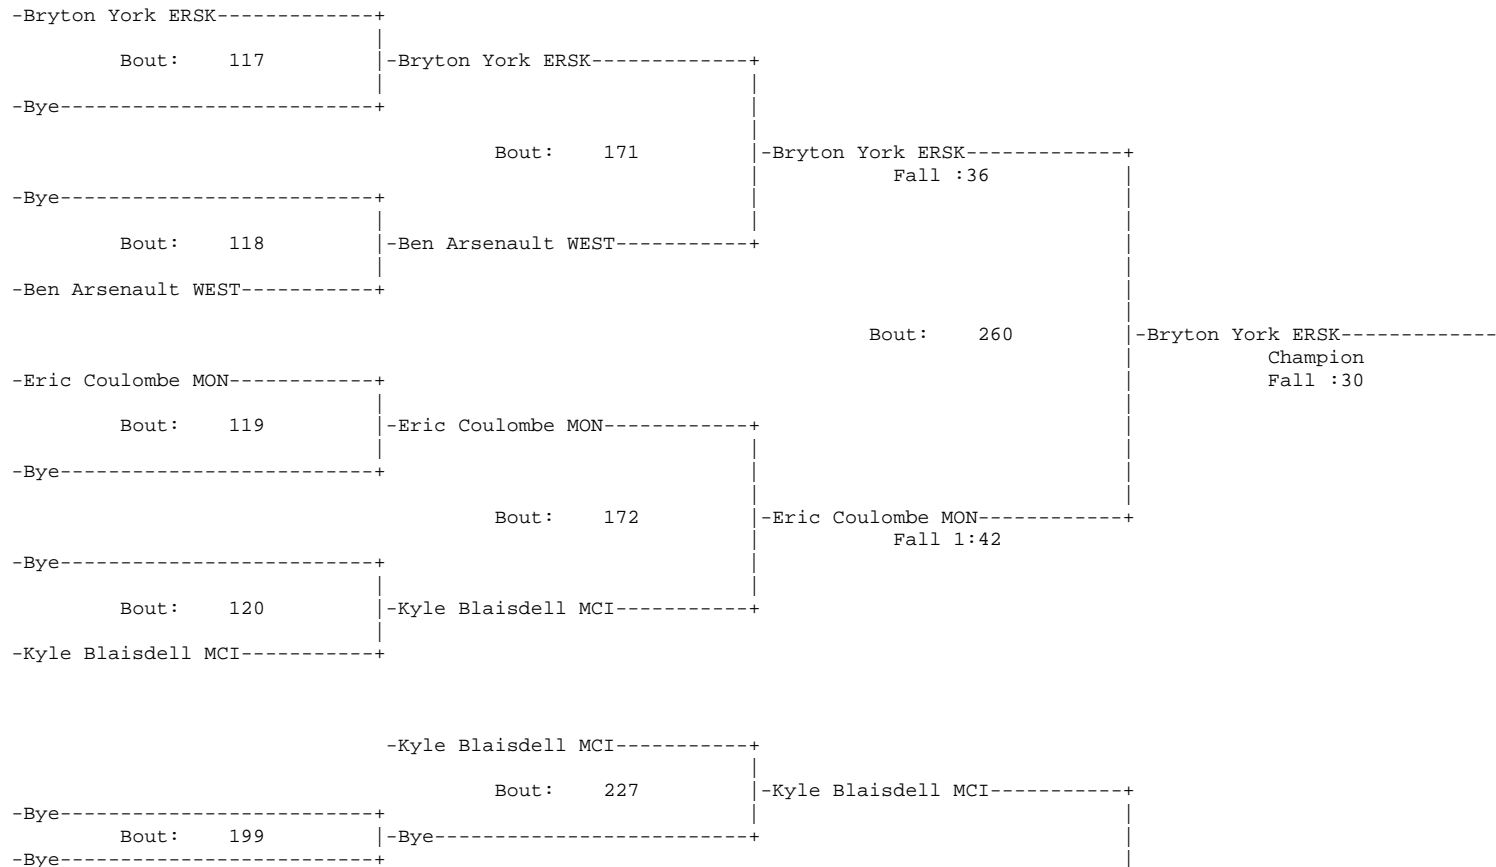 -Bryton York ERSK-------------+
Bout: 117 |-Bryton York ERSK-------------+
-Bye--------------------------+
Bout: 171 |-Bryton York ERSK-------------+
Fall :36
-Bye--------------------------+
Bout: 118 |-Ben Arsenault WEST-----------+
-Ben Arsenault WEST-----------+
Bout: 260 |-Bryton York ERSK-------------
Champion
-Eric Coulombe MON------------+
Fall :30
Bout: 119 |-Eric Coulombe MON------------+
-Bye--------------------------+
Bout: 172 |-Eric Coulombe MON------------+
Fall 1:42
-Bye--------------------------+
Bout: 120 |-Kyle Blaisdell MCI-----------+
-Kyle Blaisdell MCI-----------+
-Kyle Blaisdell MCI-----------+
Bout: 227 |-Kyle Blaisdell MCI-----------+
-Bye--------------------------+
Bout: 199 |-Bye--------------------------+
-Bye--------------------------+